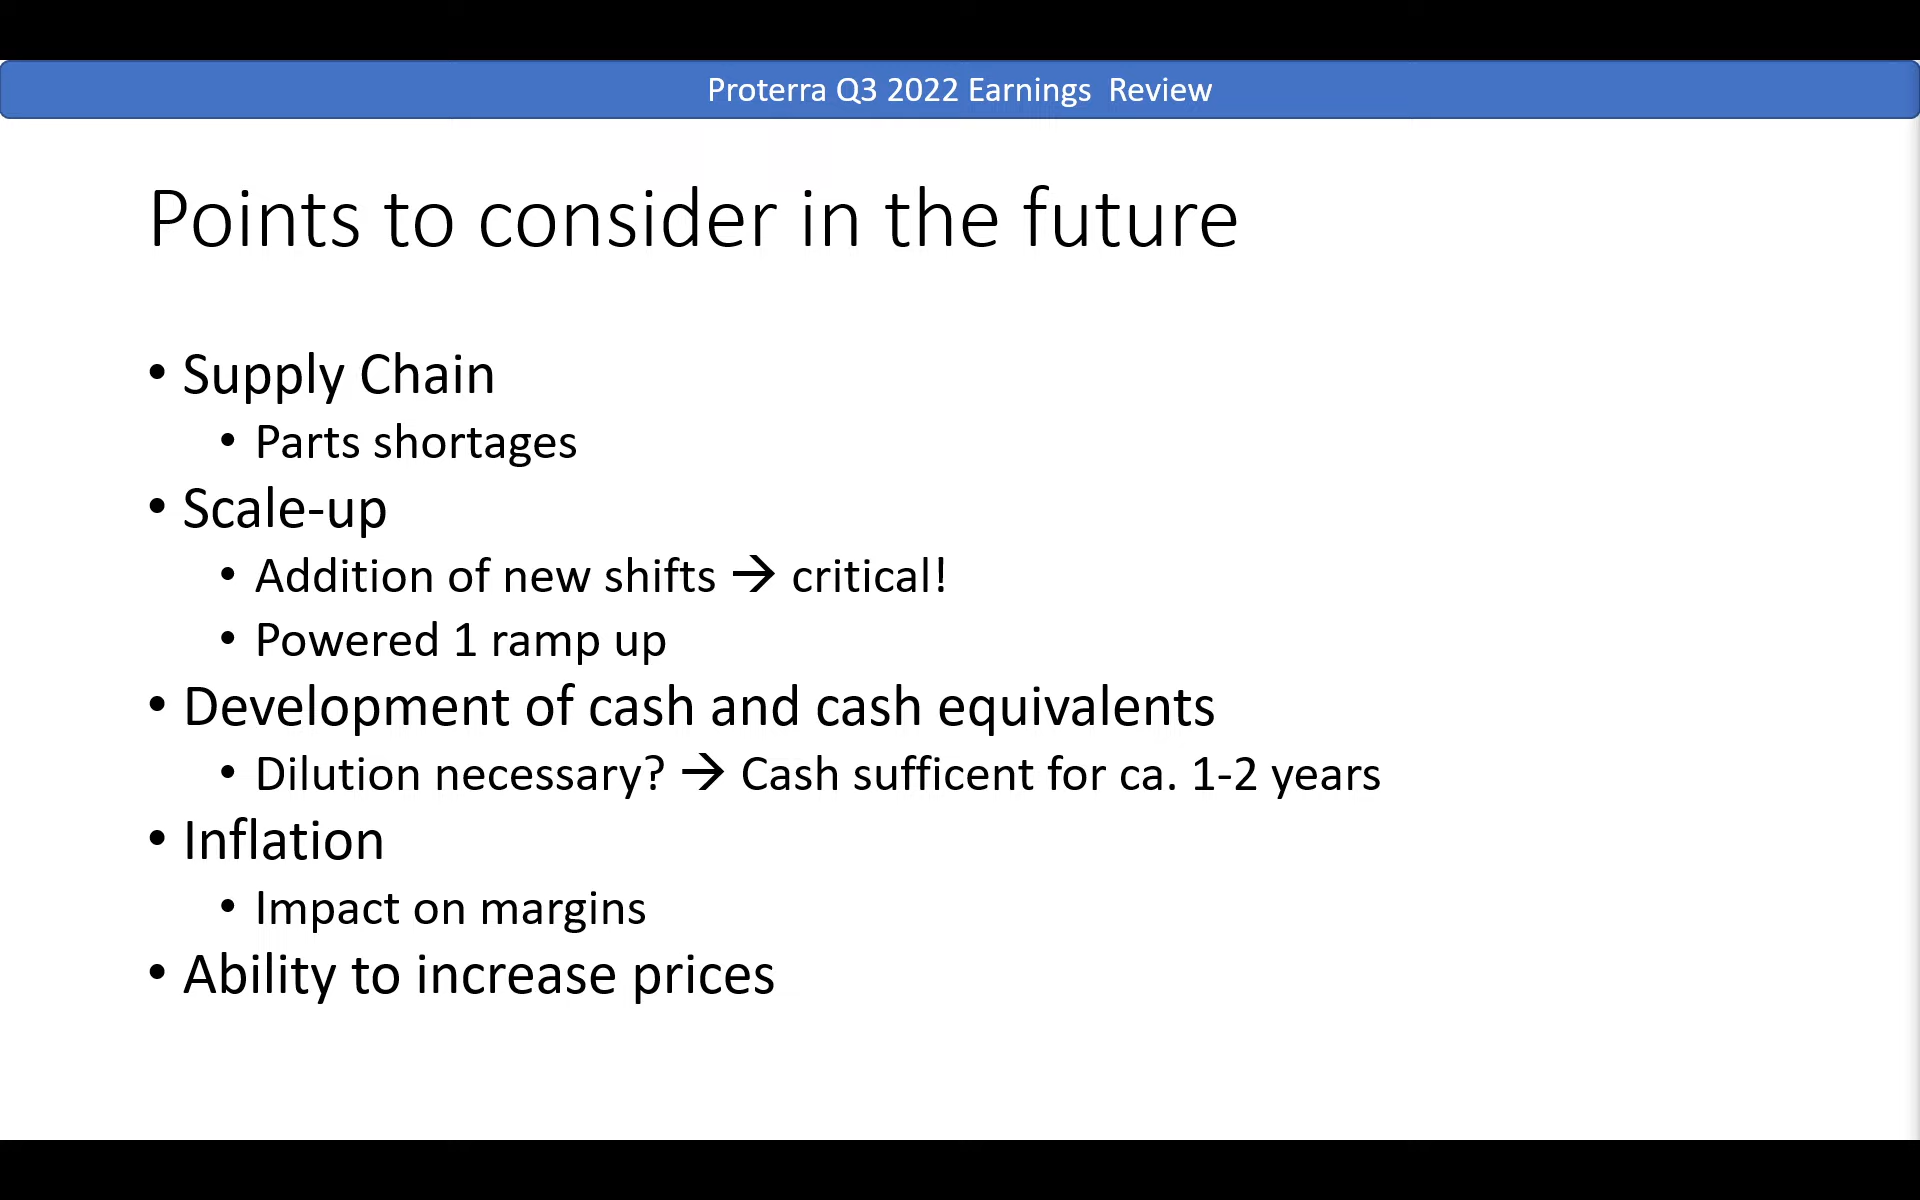 Proterra Q3 2022 Earnings  Review
Points to consider in the future
• Supply Chain
• Parts shortages
• Scale-up
• Addition of new shifts → critical!
• Powered 1 ramp up
• Development of cash and cash equivalents
• Dilution necessary? → Cash sufficent for ca. 1-2 years
• Inflation
• Impact on margins
• Ability to increase prices